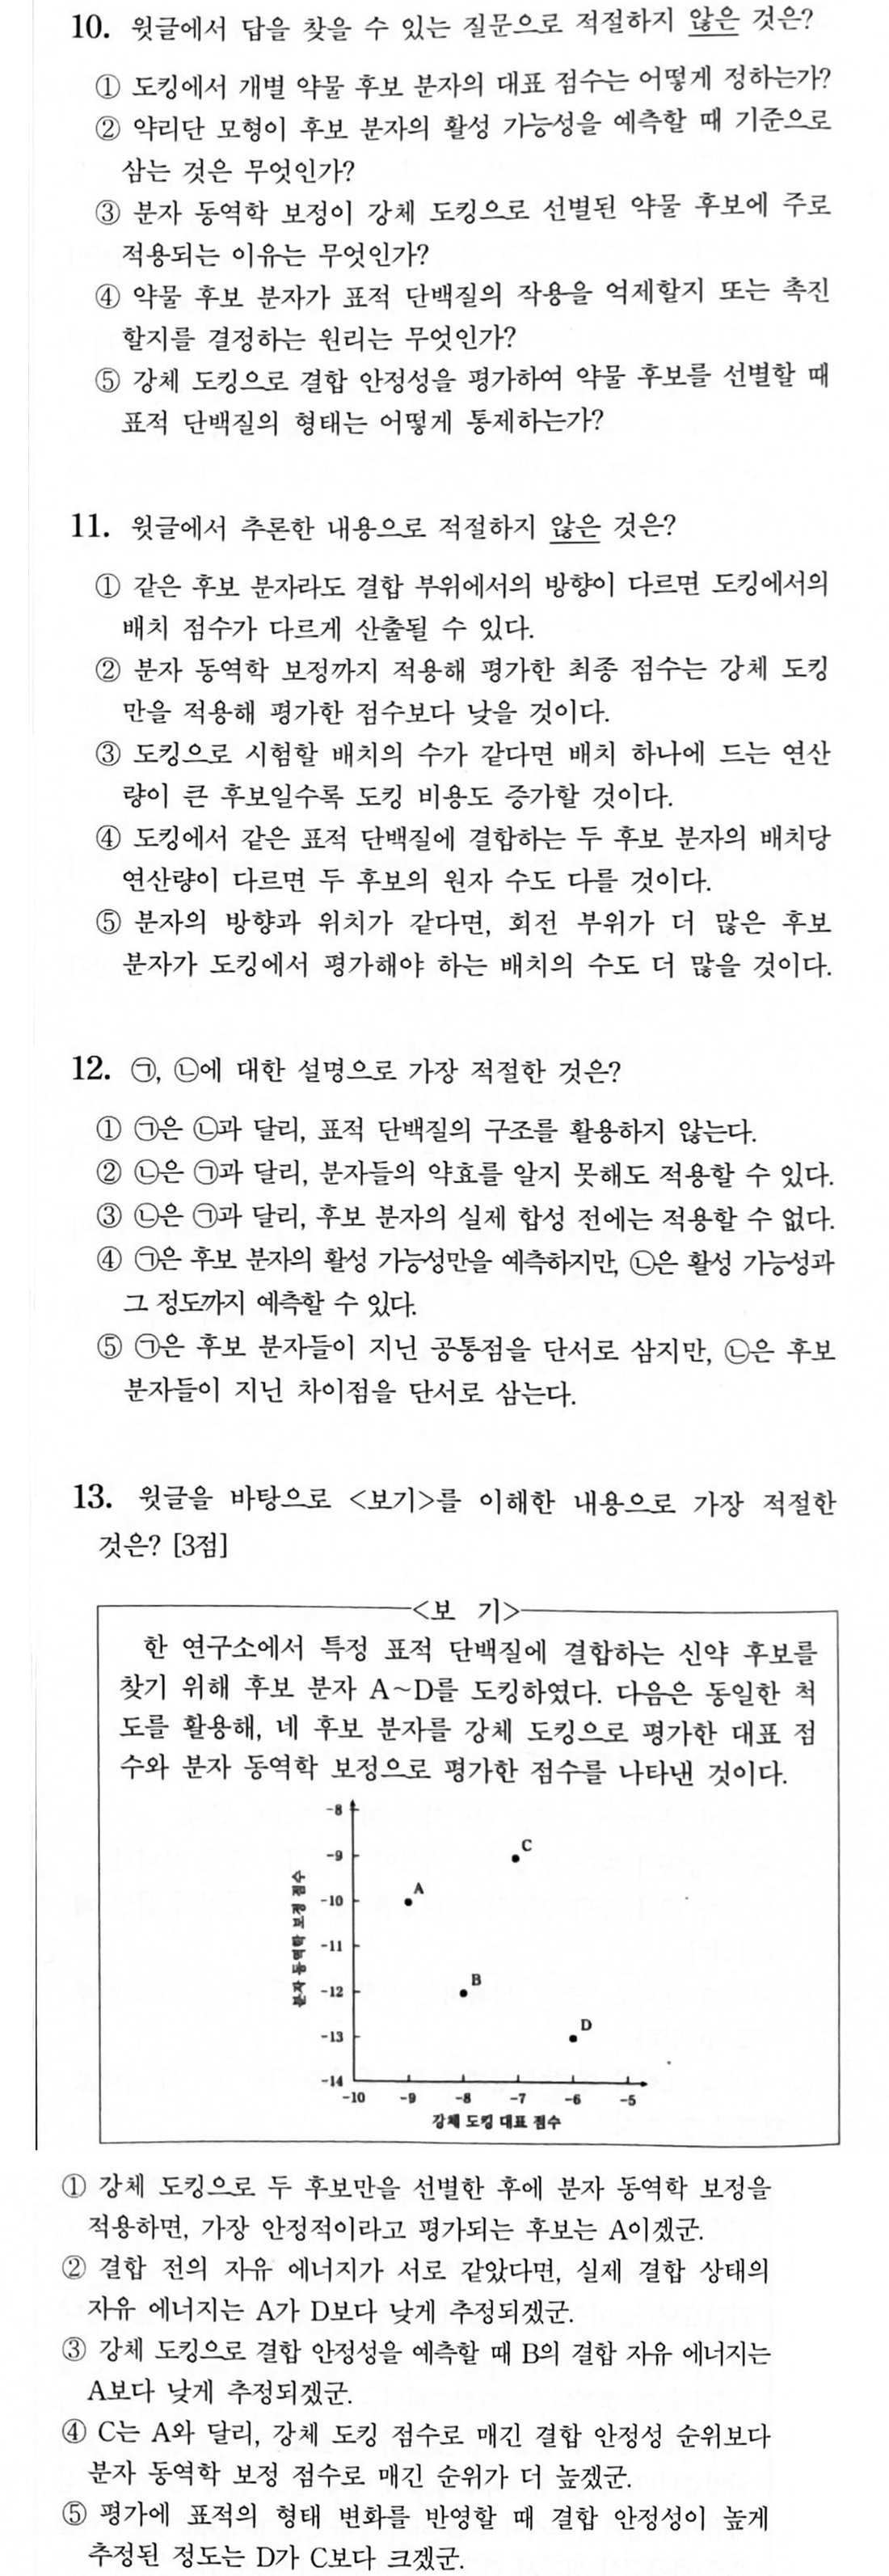 10. 윗글에서 답을 찾을 수 있는 질문으로 적절하지 않은 것은?
① 도킹에서 개별 약물 후보 분자의 대표 점수는 어떻게 정하는가?
② 약리단 모형이 후보 분자의 활성 가능성을 예측할 때 기준으로
삼는 것은 무엇인가?
③ 분자 동역학 보정이 강체 도킹으로 선별된 약물 후보에 주로
적용되는 이유는 무엇인가?
④ 약물 후보 분자가 표적 단백질의 작용을 억제할지 또는 촉진
할지를 결정하는 원리는 무엇인가?
⑤ 강체 도킹으로 결합 안정성을 평가하여 약물 후보를 선별할 때
표적 단백질의 형태는 어떻게 통제하는가?
11. 윗글에서 추론한 내용으로 적절하지 않은 것은?
① 같은 후보 분자라도 결합 부위에서의 방향이 다르면 도킹에서의
배치 점수가 다르게 산출될 수 있다.
② 분자 동역학 보정까지 적용해 평가한 최종 점수는 강체 도킹
만을 적용해 평가한 점수보다 낮을 것이다.
③ 도킹으로 시험할 배치의 수가 같다면 배치 하나에 드는 연산
량이 큰 후보일수록 도킹 비용도 증가할 것이다.
④ 도킹에서 같은 표적 단백질에 결합하는 두 후보 분자의 배치당
연산량이 다르면 두 후보의 원자 수도 다를 것이다.
⑤ 분자의 방향과 위치가 같다면, 회전 부위가 더 많은 후보
분자가 도킹에서 평가해야 하는 배치의 수도 더 많을 것이다.
12. ㉠, ㉡에 대한 설명으로 가장 적절한 것은?
① ㉠은 ㉡과 달리, 표적 단백질의 구조를 활용하지 않는다.
② ㉡은 ㉠과 달리, 분자들의 약효를 알지 못해도 적용할 수 있다.
③ ㉡은 ㉠과 달리, 후보 분자의 실제 합성 전에는 적용할 수 없다.
④ ㉠은 후보 분자의 활성 가능성만을 예측하지만, ㉡은 활성 가능성과
그 정도까지 예측할 수 있다.
⑤ ㉠은 후보 분자들이 지닌 공통점을 단서로 삼지만, ㉡은 후보
분자들이 지닌 차이점을 단서로 삼는다.
13. 윗글을 바탕으로 <보기>를 이해한 내용으로 가장 적절한
것은? [3점]
<보 기>
한 연구소에서 특정 표적 단백질에 결합하는 신약 후보를
찾기 위해 후보 분자 A~D를 도킹하였다. 다음은 동일한 척
도를 활용해, 네 후보 분자를 강체 도킹으로 평가한 대표 점
수와 분자 동역학 보정으로 평가한 점수를 나타낸 것이다.
분자 동역학 보정 점수
-8
-9
-10
-11
-12
-13
-14
C
A
B
D
-10 -9 -8 -7 -6 -5
강체 도킹 대표 점수
① 강체 도킹으로 두 후보만을 선별한 후에 분자 동역학 보정을
적용하면, 가장 안정적이라고 평가되는 후보는 A이겠군.
② 결합 전의 자유 에너지가 서로 같았다면, 실제 결합 상태의
자유 에너지는 A가 D보다 낮게 추정되겠군.
③ 강체 도킹으로 결합 안정성을 예측할 때 B의 결합 자유 에너지는
A보다 낮게 추정되겠군.
④ C는 A와 달리, 강체 도킹 점수로 매긴 결합 안정성 순위보다
분자 동역학 보정 점수로 매긴 순위가 더 높겠군.
⑤ 평가에 표적의 형태 변화를 반영할 때 결합 안정성이 높게
추정된 정도는 D가 C보다 크겠군.